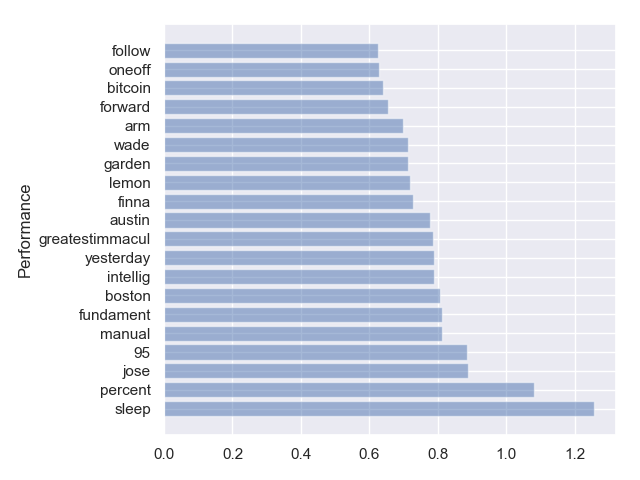 follow
oneoff
bitcoin
forward
arm
wade
garden
lemon
finna
austin
greatestimmacul
yesterday
intellig
boston
fundament
manual
95
jose
percent
sleep
Performance
0.0 0.2 0.4 0.6 0.8 1.0 1.2